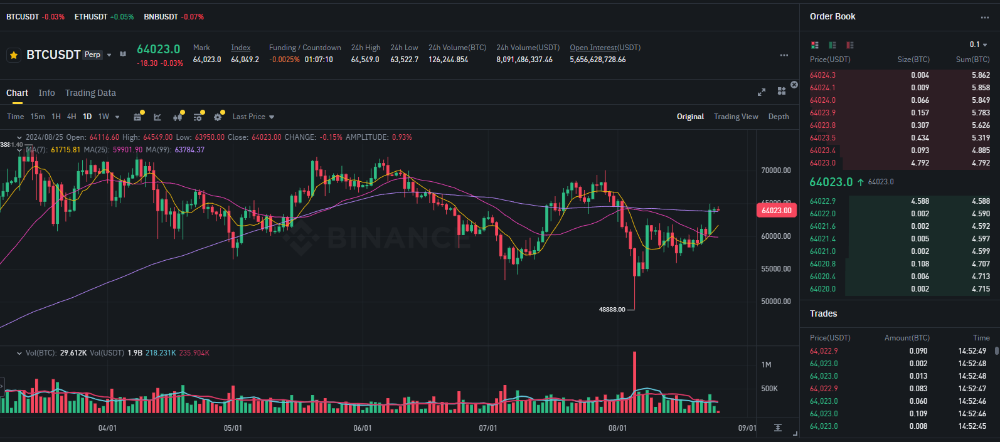 BTCUSDT -0.03% ETHUSDT +0.05% BNBUSDT -0.07%
BTCUSDT Perp
64023.0
-18.30 -0.03%
Mark
64,023.0
Index
64,049.2
Funding / Countdown
-0.0025% 01:07:10
24h High
64,549.0
24h Low
63,522.7
24h Volume(BTC)
126,244.854
24h Volume(USDT)
8,091,486,337.46
Open Interest(USDT)
5,656,628,728.66
Chart Info Trading Data
Time 15m 1H 4H 1D 1W
Last Price
Original Trading View Depth
2024/08/25 Open: 64116.60 High: 64549.00 Low: 63950.00 Close: 64023.00 CHANGE: -0.15% AMPLITUDE: 0.93%
73881.40
MA(7): 61715.81 MA(25): 59901.90 MA(99): 63784.37
70000.00
65000.00
64023.00
60000.00
55000.00
50000.00
BINANCE
48888.00
Vol(BTC): 29.612K Vol(USDT) 1.9B 218.231K 235.904K
1M
500K
04/01 05/01 06/01 07/01 08/01 09/01
Order Book
0.1
Price(USDT) Size(BTC) Sum(BTC)
64024.3 0.004 5.862
64024.1 0.009 5.858
64024.0 0.066 5.849
64023.9 0.157 5.783
64023.8 0.307 5.626
64023.5 0.434 5.319
64023.4 0.093 4.885
64023.0 4.792 4.792
64023.0 ↑ 64023.0
64022.9 4.588 4.588
64022.0 0.002 4.590
64021.6 0.002 4.592
64021.4 0.005 4.597
64021.0 0.002 4.599
64020.8 0.108 4.707
64020.4 0.006 4.713
64020.0 0.002 4.715
Trades
Price(USDT) Amount(BTC) Time
64,022.9 0.090 14:52:49
64,023.0 0.002 14:52:48
64,023.0 0.013 14:52:48
64,022.9 0.083 14:52:47
64,023.0 0.060 14:52:46
64,023.0 0.109 14:52:46
64,023.0 0.008 14:52:45